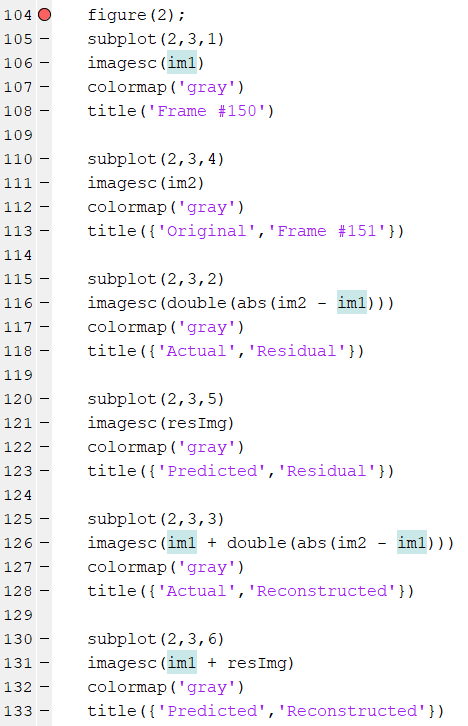 104 figure(2);
105 – subplot(2,3,1)
106 – imagesc(im1)
107 – colormap('gray')
108 – title('Frame #150')
109
110 – subplot(2,3,4)
111 – imagesc(im2)
112 – colormap('gray')
113 – title({'Original','Frame #151'})
114
115 – subplot(2,3,2)
116 – imagesc(double(abs(im2 - im1)))
117 – colormap('gray')
118 – title({'Actual','Residual'})
119
120 – subplot(2,3,5)
121 – imagesc(resImg)
122 – colormap('gray')
123 – title({'Predicted','Residual'})
124
125 – subplot(2,3,3)
126 – imagesc(im1 + double(abs(im2 - im1)))
127 – colormap('gray')
128 – title({'Actual','Reconstructed'})
129
130 – subplot(2,3,6)
131 – imagesc(im1 + resImg)
132 – colormap('gray')
133 – title({'Predicted','Reconstructed'})